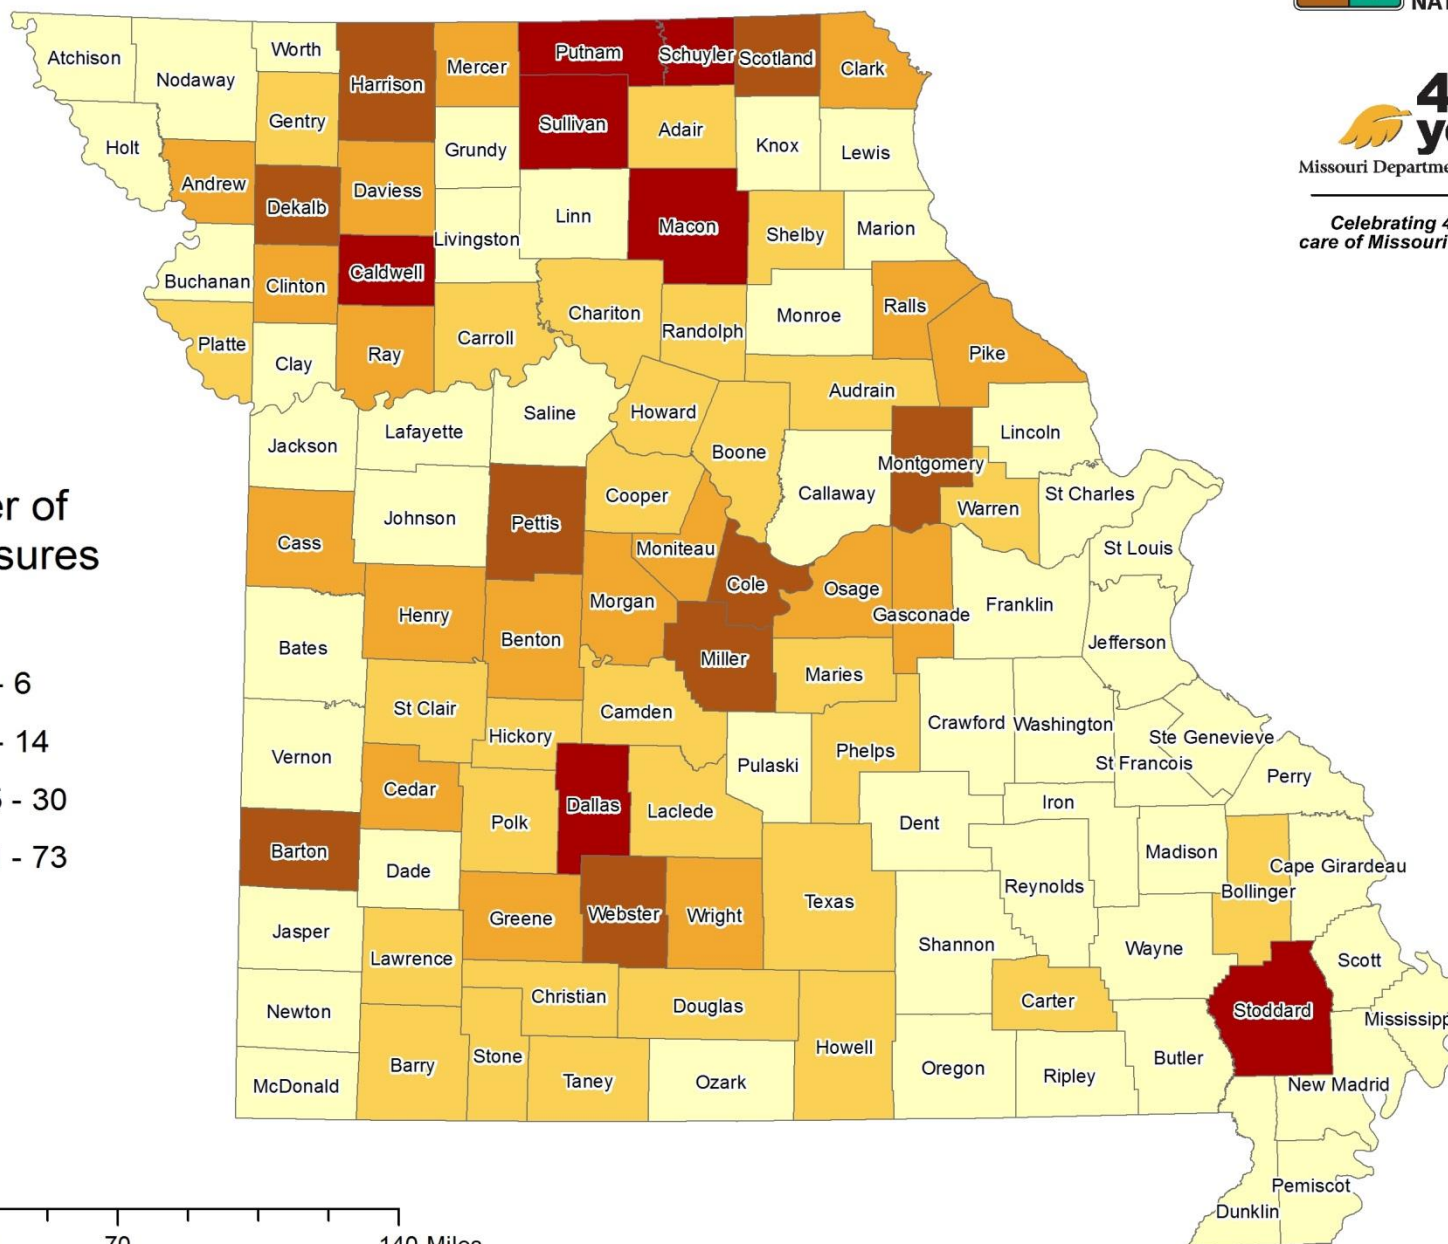 NAT
Atchison
Nodaway
Worth
Harrison
Mercer
Putnam
Schuyler
Scotland
Clark
Gentry
Sullivan
Adair
Knox
Lewis
Holt
Grundy
Andrew
Dekalb
Daviess
Linn
Macon
Shelby
Marion
Livingston
Buchanan
Clinton
Caldwell
Chariton
Randolph
Monroe
Ralls
Pike
Platte
Clay
Ray
Carroll
Audrain
Saline
Howard
Jackson
Lafayette
Boone
Lincoln
Montgomery
Callaway
Cooper
St Charles
Warren
Johnson
Pettis
Cass
Moniteau
St Louis
Cole
Osage
Morgan
Henry
Gasconade
Franklin
Benton
Jefferson
Bates
Miller
Maries
St Clair
Camden
Crawford
Washington
Hickory
Phelps
Ste Genevieve
Vernon
Pulaski
St Francois
Perry
Cedar
Dallas
Laclede
Iron
Polk
Dent
Barton
Madison
Dade
Cape Girardeau
Reynolds
Bollinger
Texas
Greene
Webster
Wright
Jasper
Shannon
Wayne
Lawrence
Scott
Christian
Douglas
Carter
Newton
Stoddard
Mississipp
Howell
Stone
Butler
Barry
Oregon
Ripley
McDonald
Taney
Ozark
New Madrid
Pemiscot
Dunklin
4
ye
Missouri Departme
Celebrating 4
care of Missouri
er of
sures
- 6
- 14
- 30
- 73
70
140 Miles